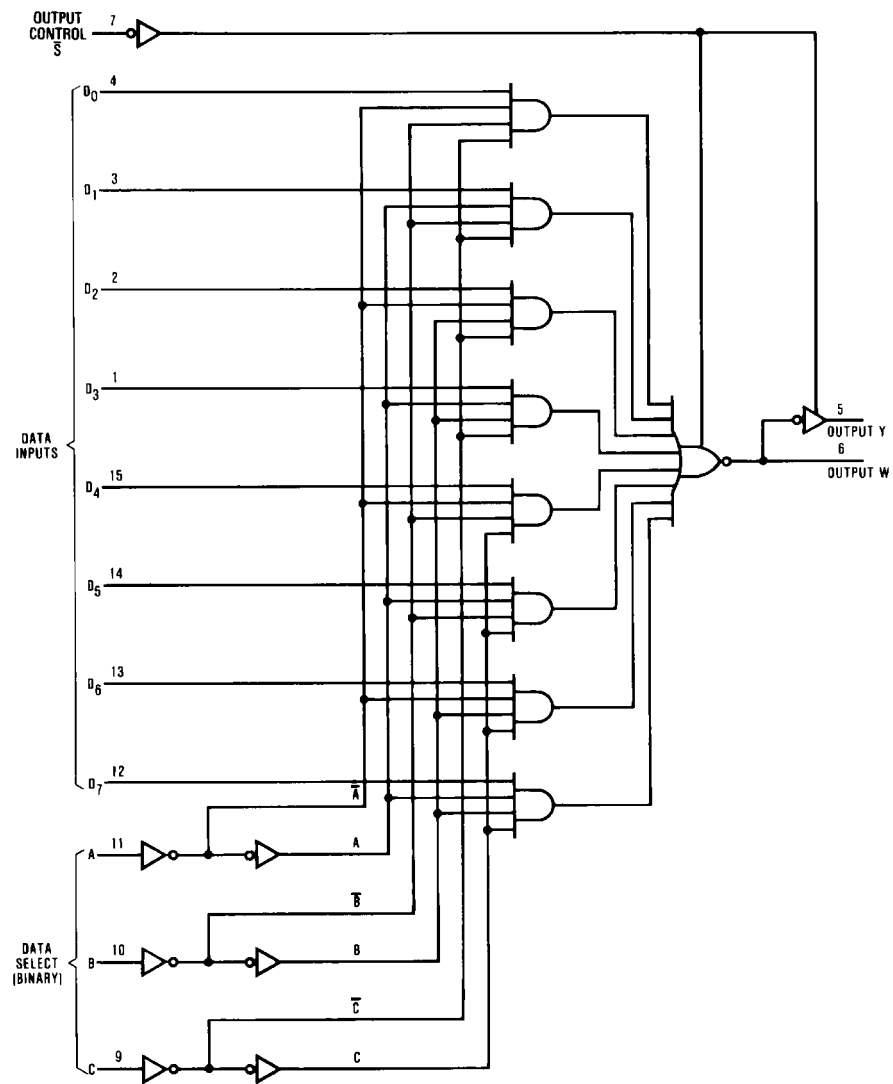 OUTPUT
CONTROL
S̅
7
D0 4
D1 3
D2 2
D3 1
DATA
INPUTS
D4 15
D5 14
D6 13
D7 12
5
OUTPUT Y
6
OUTPUT W
A̅
A 11
A
B̅
DATA
SELECT
(BINARY)
B 10
B
C̅
C 9
C